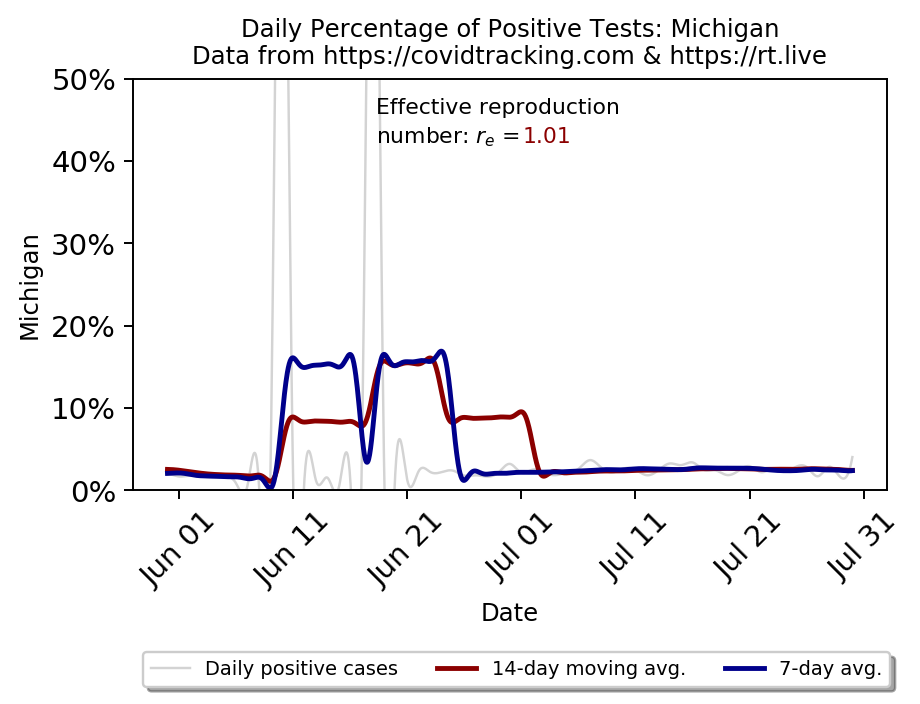 Daily Percentage of Positive Tests: Michigan
Data from https://covidtracking.com & https://rt.live
50%
40%
30%
20%
10%
0%
Michigan
Effective reproduction
number: rₑ =1.01
Jun 01
Jun 11
Jun 21
Jul 01
Jul 11
Jul 21
Jul 31
Date
Daily positive cases
14-day moving avg.
7-day avg.